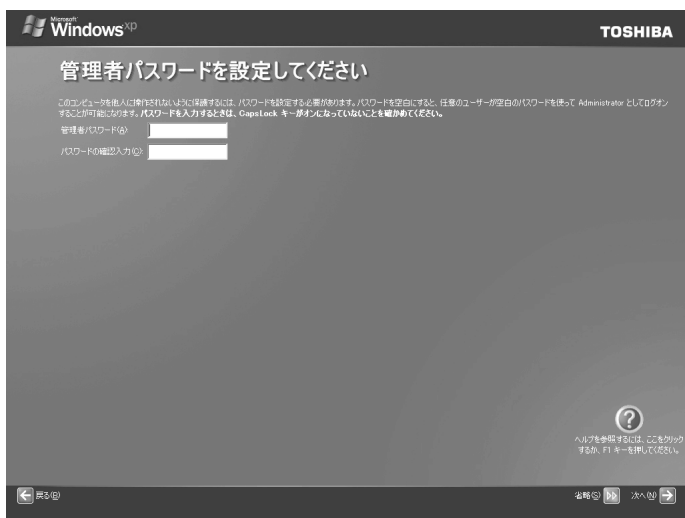 Microsoft
Windows xp
TOSHIBA
管理者パスワードを設定してください
このコンピュータを他人に操作されないように保護するには、パスワードを設定する必要があります。パスワードを空白にすると、任意のユーザーが空白のパスワードを使って Administrator としてログオン
することが可能になります。パスワードを入力するときは、CapsLock キーがオンになっていないことを確かめてください。
管理者パスワード(A):
パスワードの確認入力(C):
ヘルプを参照するには、ここをクリック
するか、F1 キーを押してください。
戻る(B)
省略(S)
次へ(N)